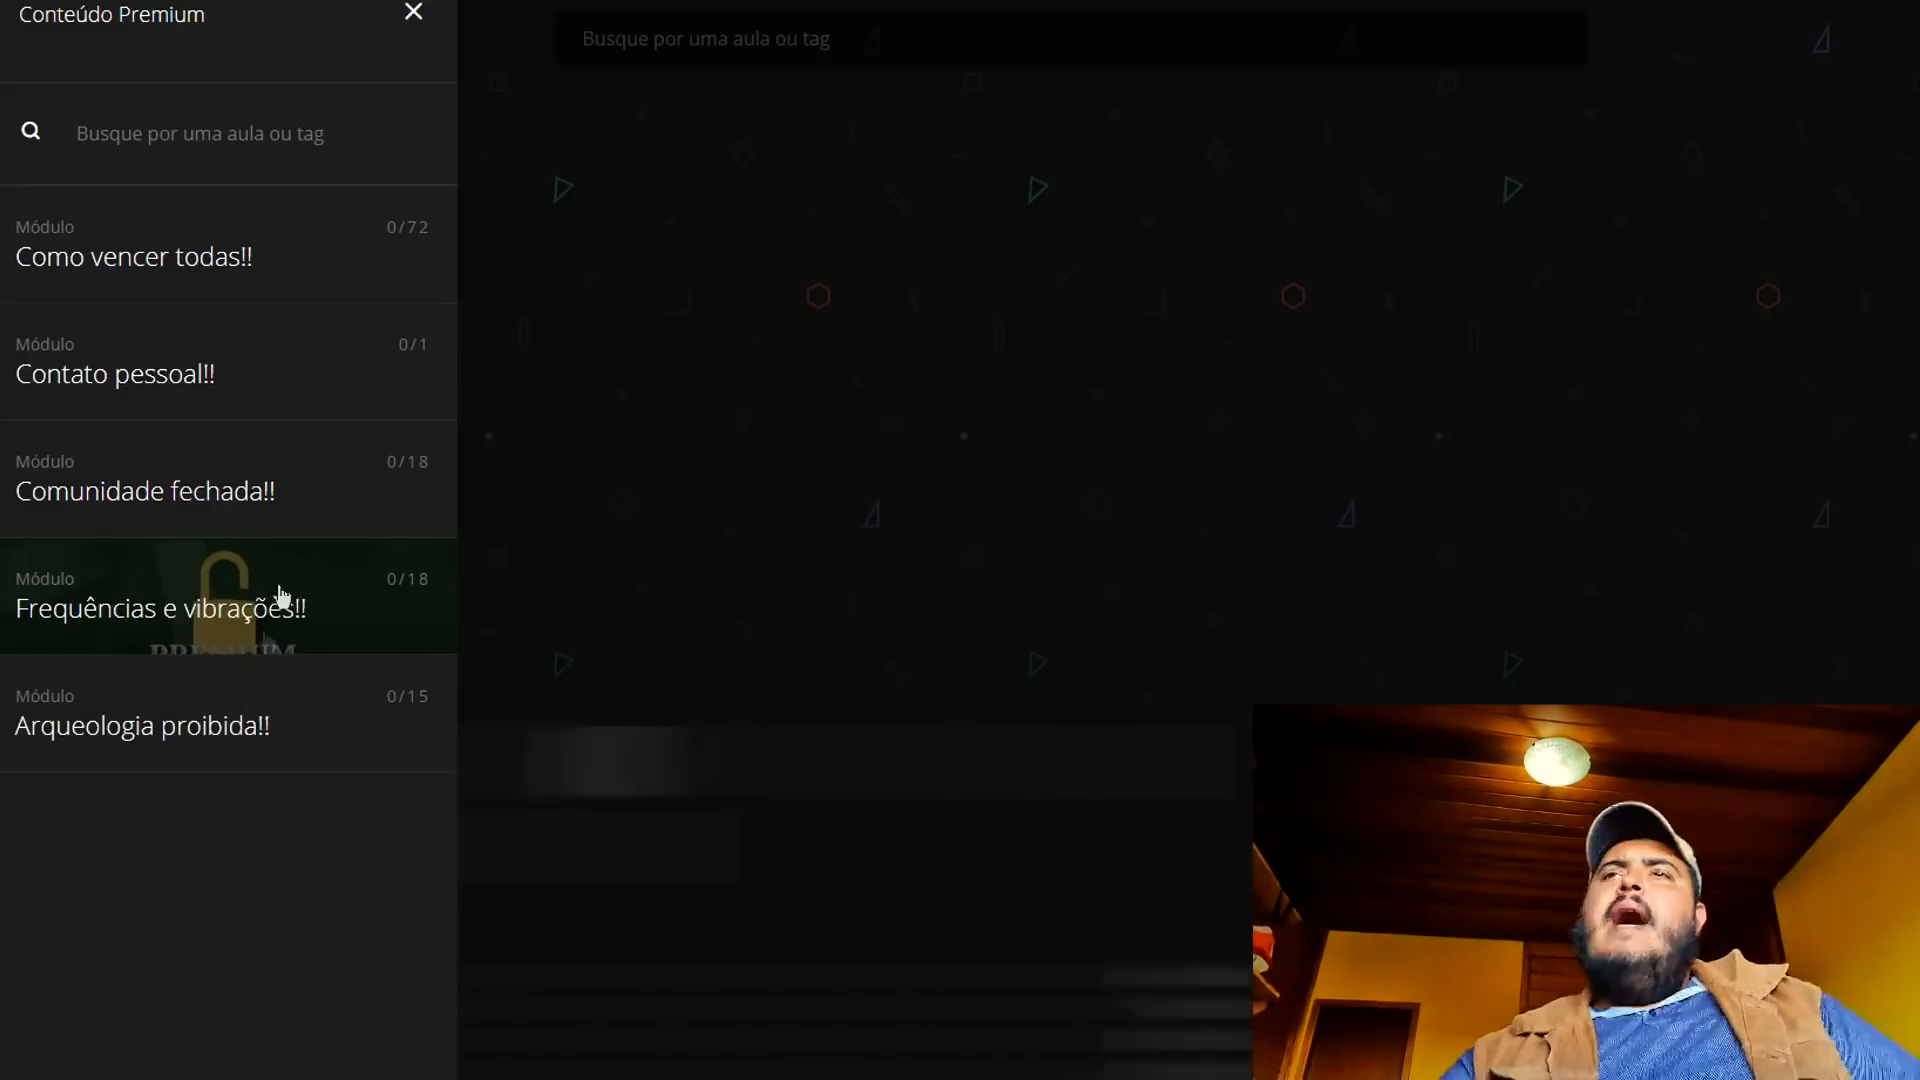 Conteúdo Premium
Busque por uma aula ou tag
Busque por uma aula ou tag
Módulo 0/72
Como vencer todas!!
Módulo 0/1
Contato pessoal!!
Módulo 0/18
Comunidade fechada!!
Módulo 0/18
Frequências e vibrações!!
PREMIUM
Módulo 0/15
Arqueologia proibida!!